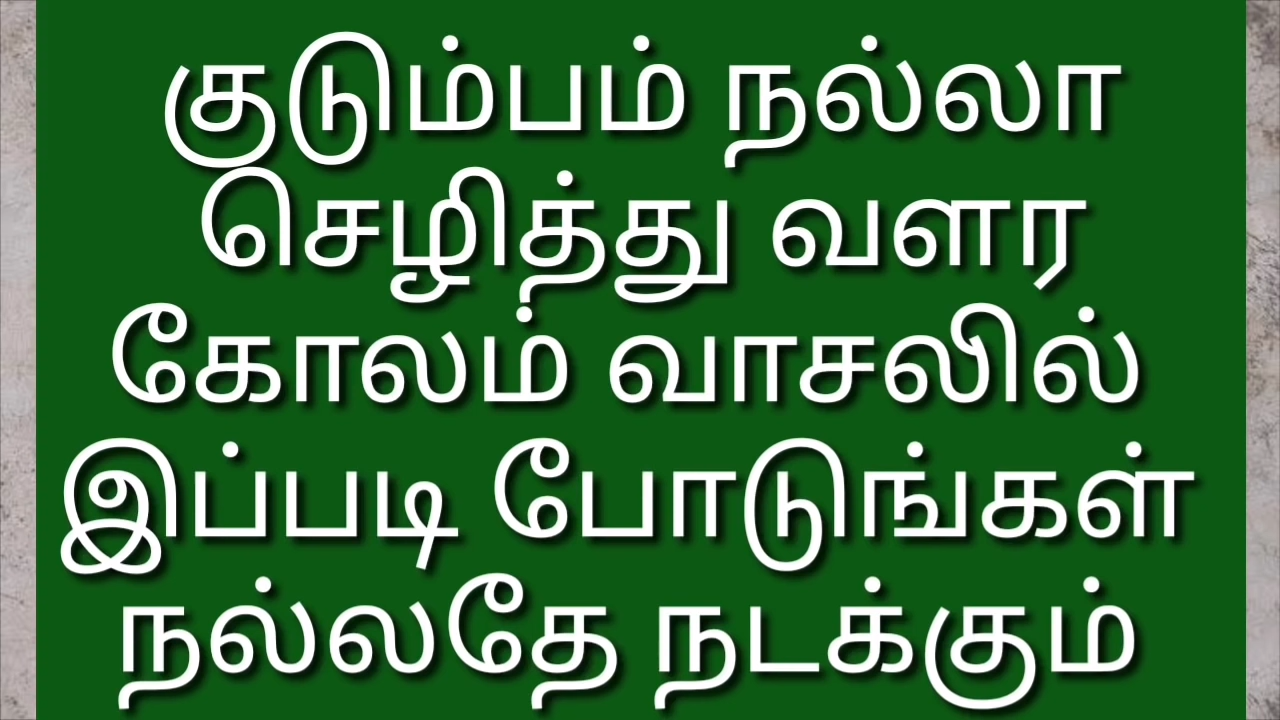 குடும்பம் நல்லா
செழித்து வளர
கோலம் வாசலில்
இப்படி போடுங்கள்
நல்லதே நடக்கும்